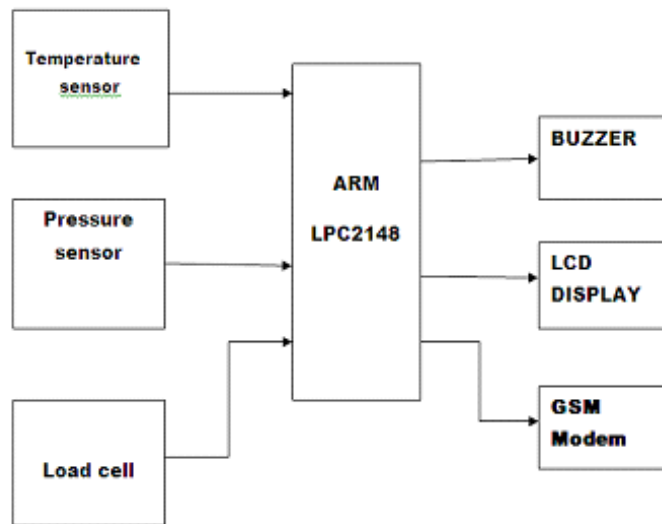 Temperature
sensor
Pressure
sensor
Load cell
ARM
LPC2148
BUZZER
LCD
DISPLAY
GSM
Modem